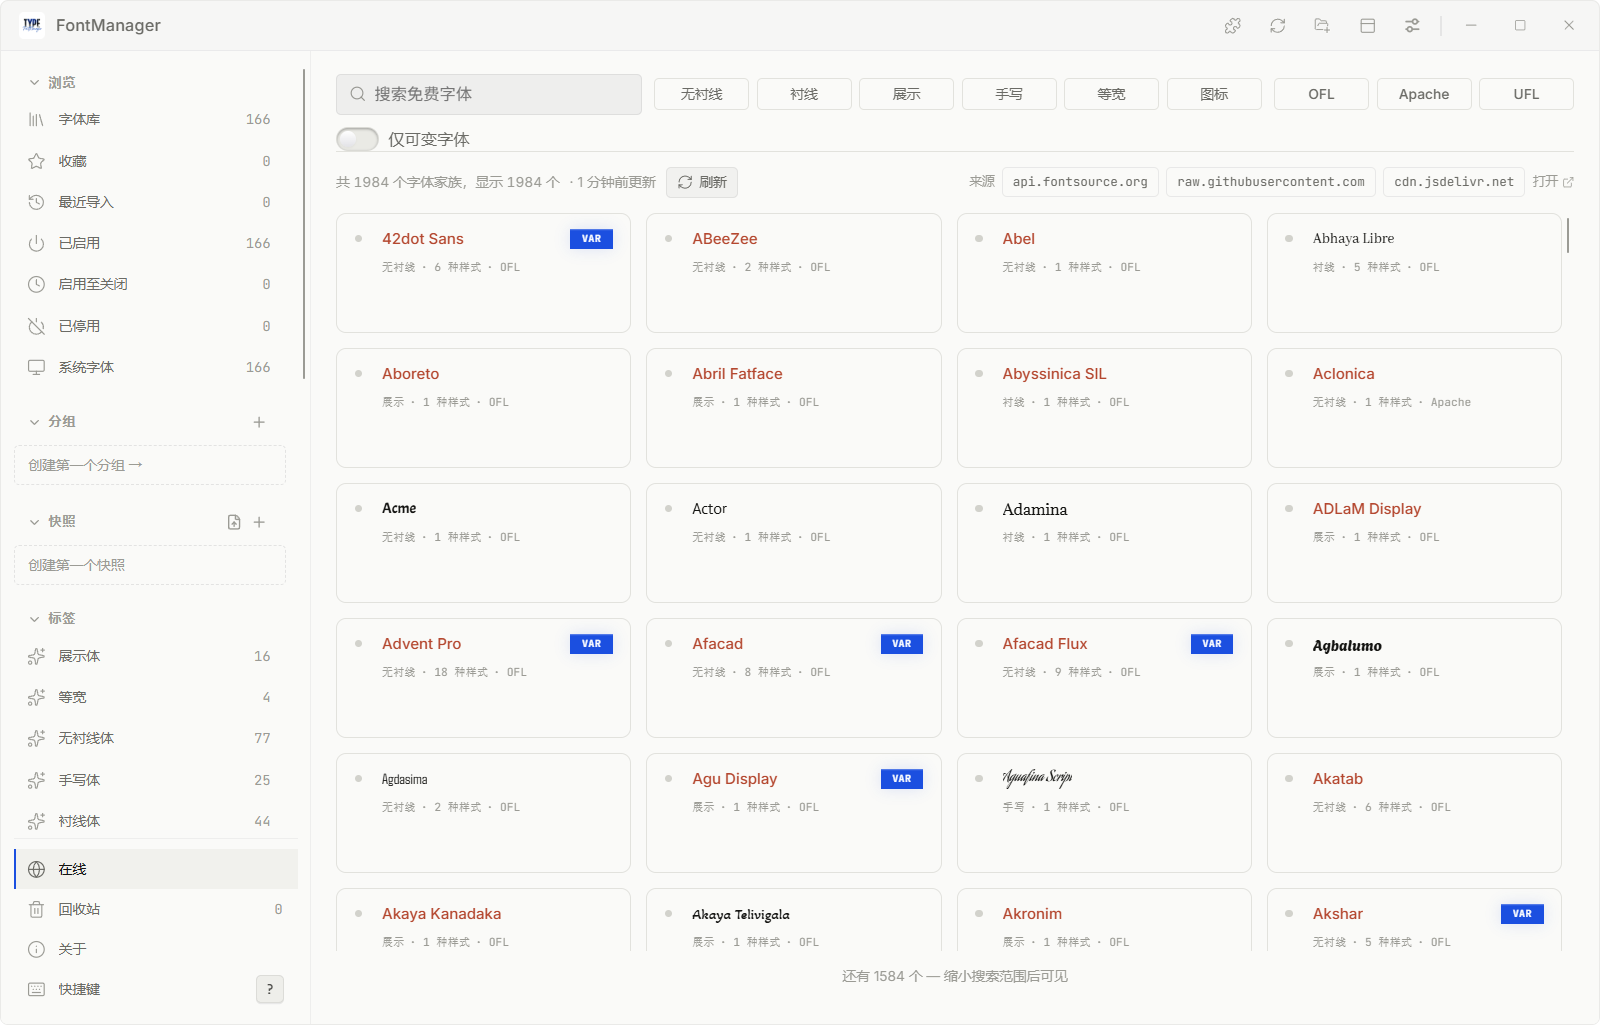 TYPE
FontManager
浏览
字体库 166
收藏 0
最近导入 0
已启用 166
启用至关闭 0
已停用 0
系统字体 166
分组
创建第一个分组 →
快照
创建第一个快照
标签
展示体 16
等宽 4
无衬线体 77
手写体 25
衬线体 44
在线
回收站 0
关于
快捷键 ?
搜索免费字体 无衬线 衬线 展示 手写 等宽 图标 OFL Apache UFL
仅可变字体
共 1984 个字体家族，显示 1984 个 · 1 分钟前更新 刷新 来源 api.fontsource.org raw.githubusercontent.com cdn.jsdelivr.net 打开
42dot Sans VAR
无衬线 · 6 种样式 · OFL
ABeeZee
无衬线 · 2 种样式 · OFL
Abel
无衬线 · 1 种样式 · OFL
Abhaya Libre
衬线 · 5 种样式 · OFL
Aboreto
展示 · 1 种样式 · OFL
Abril Fatface
展示 · 1 种样式 · OFL
Abyssinica SIL
衬线 · 1 种样式 · OFL
Aclonica
无衬线 · 1 种样式 · Apache
Acme
无衬线 · 1 种样式 · OFL
Actor
无衬线 · 1 种样式 · OFL
Adamina
衬线 · 1 种样式 · OFL
ADLaM Display
展示 · 1 种样式 · OFL
Advent Pro VAR
无衬线 · 18 种样式 · OFL
Afacad VAR
无衬线 · 8 种样式 · OFL
Afacad Flux VAR
无衬线 · 9 种样式 · OFL
Agbalumo
展示 · 1 种样式 · OFL
Agdasima
无衬线 · 2 种样式 · OFL
Agu Display VAR
展示 · 1 种样式 · OFL
Aguafina Script
手写 · 1 种样式 · OFL
Akatab
无衬线 · 6 种样式 · OFL
Akaya Kanadaka
展示 · 1 种样式 · OFL
Akaya Telivigala
展示 · 1 种样式 · OFL
Akronim
展示 · 1 种样式 · OFL
Akshar VAR
无衬线 · 5 种样式 · OFL
还有 1584 个 — 缩小搜索范围后可见